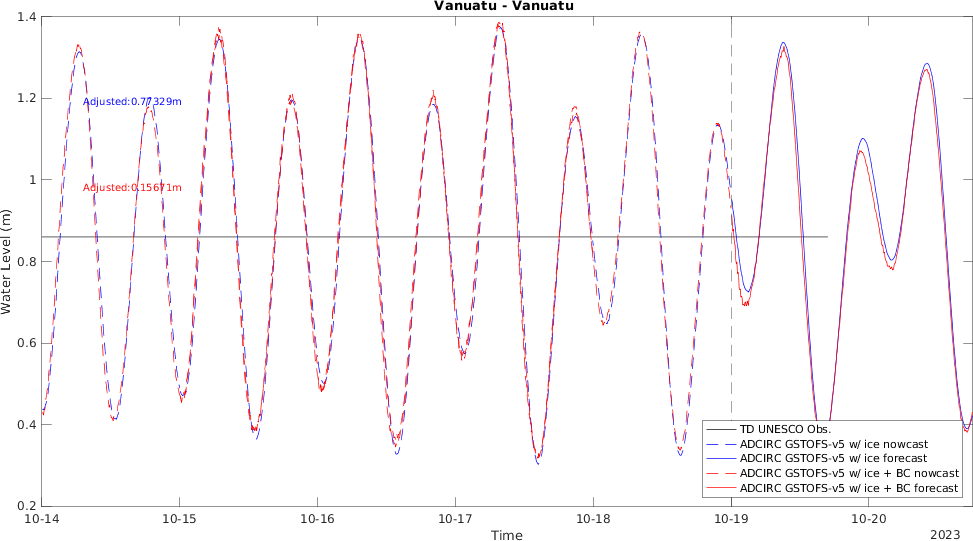 Vanuatu - Vanuatu
1.4
1.2
1
0.8
0.6
0.4
0.2
Water Level (m)
Adjusted:0.77329m
Adjusted:0.15671m
TD UNESCO Obs.
ADCIRC GSTOFS-v5 w/ ice nowcast
ADCIRC GSTOFS-v5 w/ ice forecast
ADCIRC GSTOFS-v5 w/ ice + BC nowcast
ADCIRC GSTOFS-v5 w/ ice + BC forecast
10-14 10-15 10-16 10-17 10-18 10-19 10-20
Time
2023